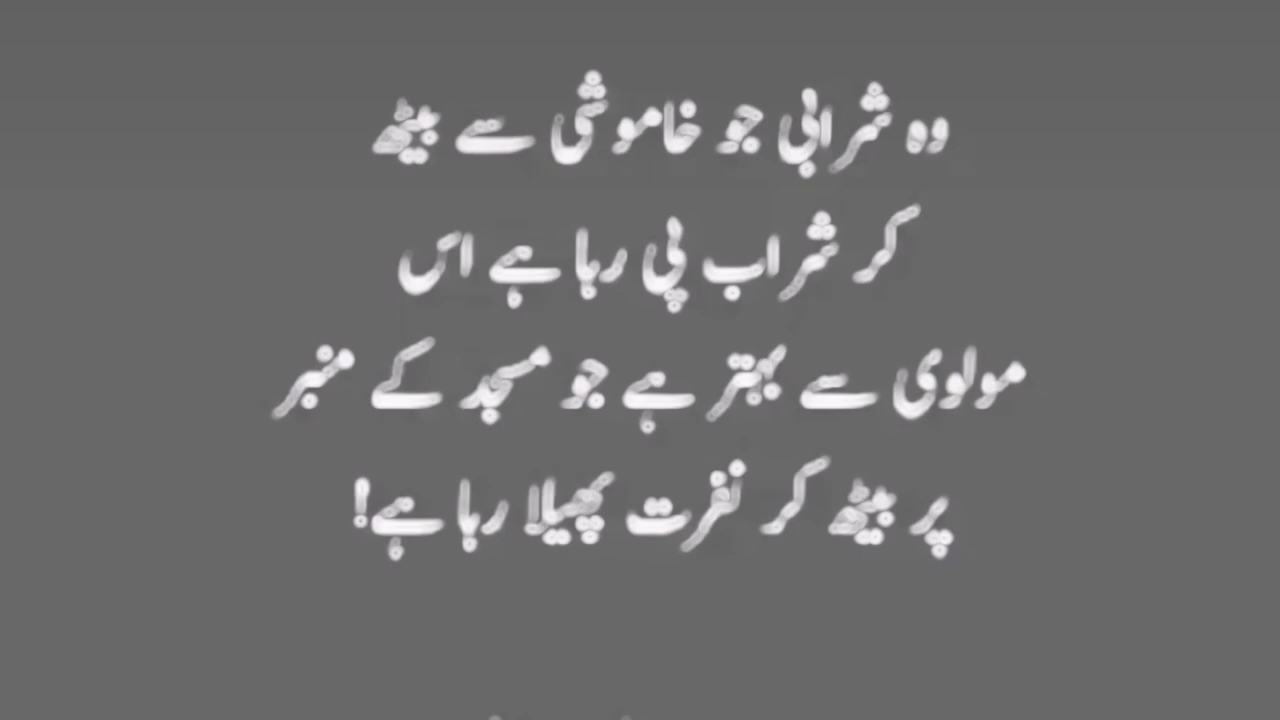 وہ شرابی جو خاموشی سے بیٹھ
کر شراب پی رہا ہے اس
مولوی سے بہتر ہے جو مسجد کے منبر
پر بیٹھ کر نفرت پھیلا رہا ہے!